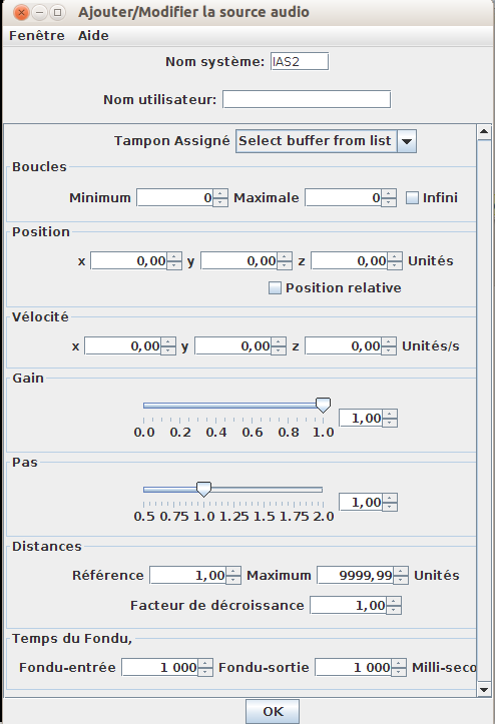 Ajouter/Modifier la source audio
Fenêtre Aide
Nom système: IAS2
Nom utilisateur:
Tampon Assigné Select buffer from list
Boucles
Minimum 0 Maximale 0 Infini
Position
x 0,00 y 0,00 z 0,00 Unités
Position relative
Vélocité
x 0,00 y 0,00 z 0,00 Unités/s
Gain
1,00
0.0 0.2 0.4 0.6 0.8 1.0
Pas
1,00
0.5 0.75 1.0 1.25 1.5 1.75 2.0
Distances
Référence 1,00 Maximum 9999,99 Unités
Facteur de décroissance 1,00
Temps du Fondu,
Fondu-entrée 1 000 Fondu-sortie 1 000 Milli-seco
OK